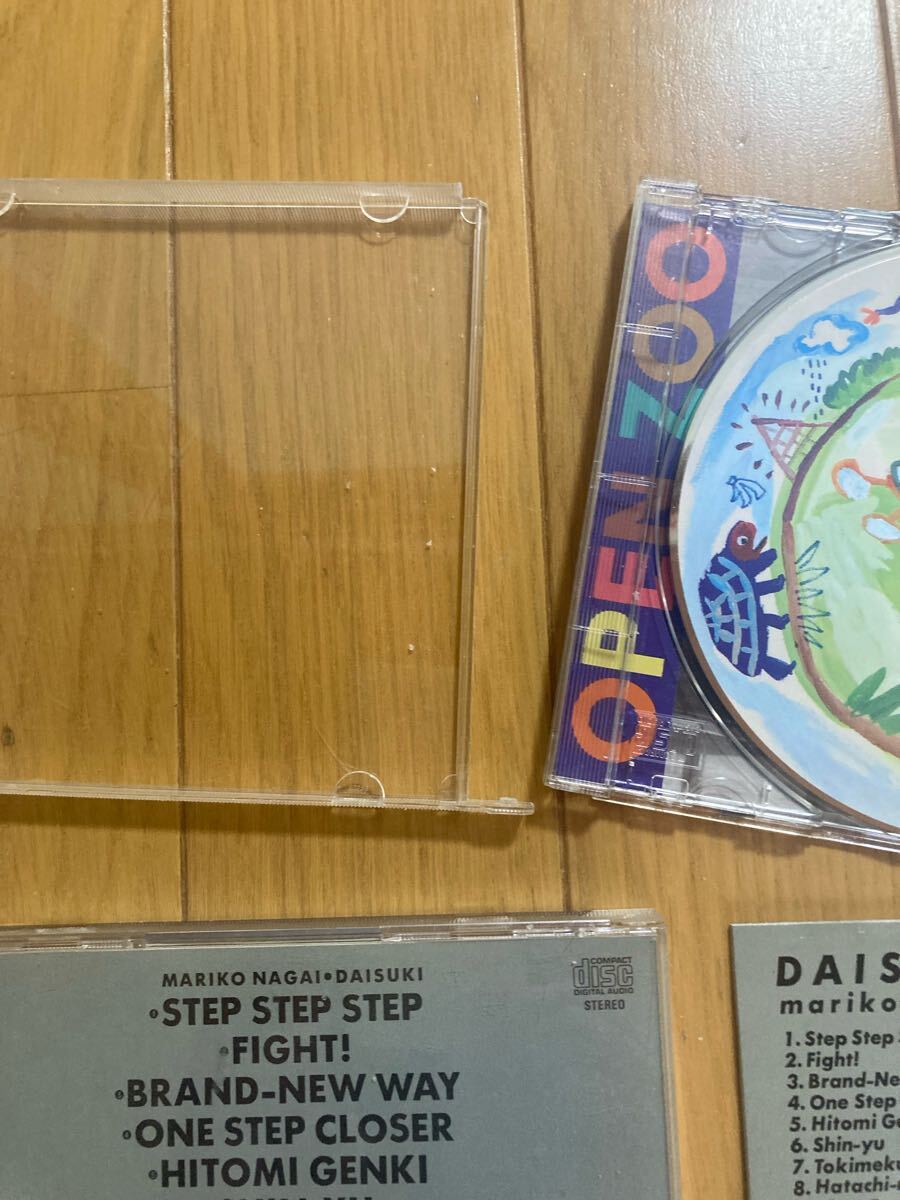 OPEN ZOO
MARIKO NAGAI•DAISUKI
STEP STEP STEP
FIGHT!
BRAND-NEW WAY
ONE STEP CLOSER
HITOMI GENKI
COMPACT
disc
DIGITAL AUDIO
STEREO
DAIS
mariko
1. Step Step
2. Fight!
3. Brand-Ne
4. One Step
5. Hitomi Ge
6. Shin-yu
7. Tokimeku
8. Hatachi-